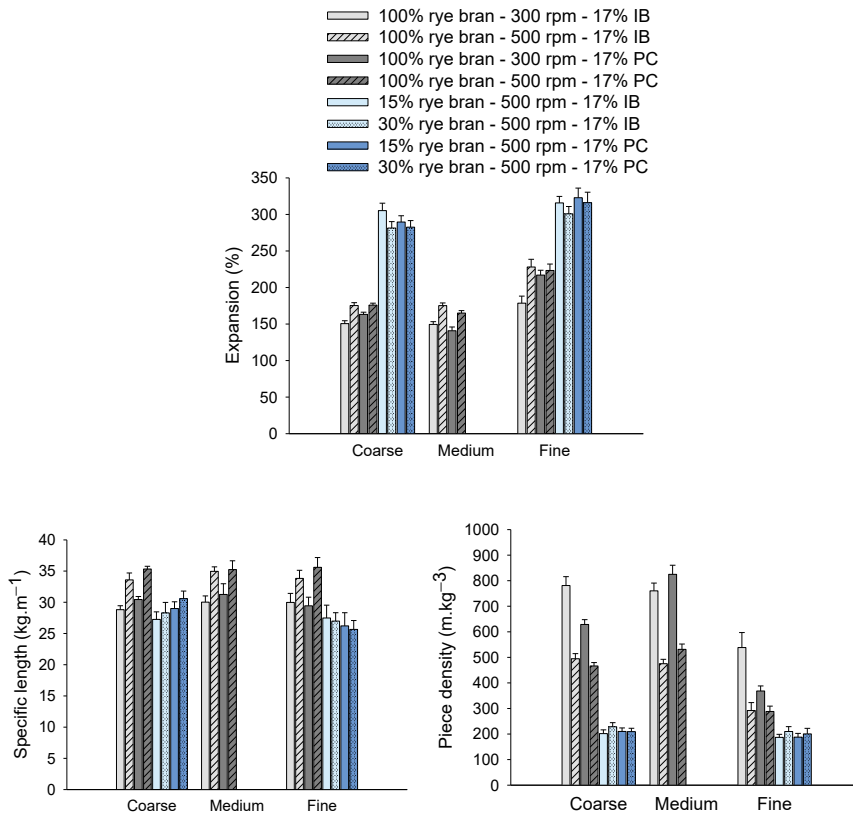 100% rye bran - 300 rpm - 17% IB
100% rye bran - 500 rpm - 17% IB
100% rye bran - 300 rpm - 17% PC
100% rye bran - 500 rpm - 17% PC
15% rye bran - 500 rpm - 17% IB
30% rye bran - 500 rpm - 17% IB
15% rye bran - 500 rpm - 17% PC
30% rye bran - 500 rpm - 17% PC
Expansion (%)
350
300
250
200
150
100
50
0
Coarse Medium Fine
Specific length (kg.m−1)
40
35
30
25
20
15
10
5
0
Coarse Medium Fine
Piece density (m.kg−3)
1000
900
800
700
600
500
400
300
200
100
0
Coarse Medium Fine